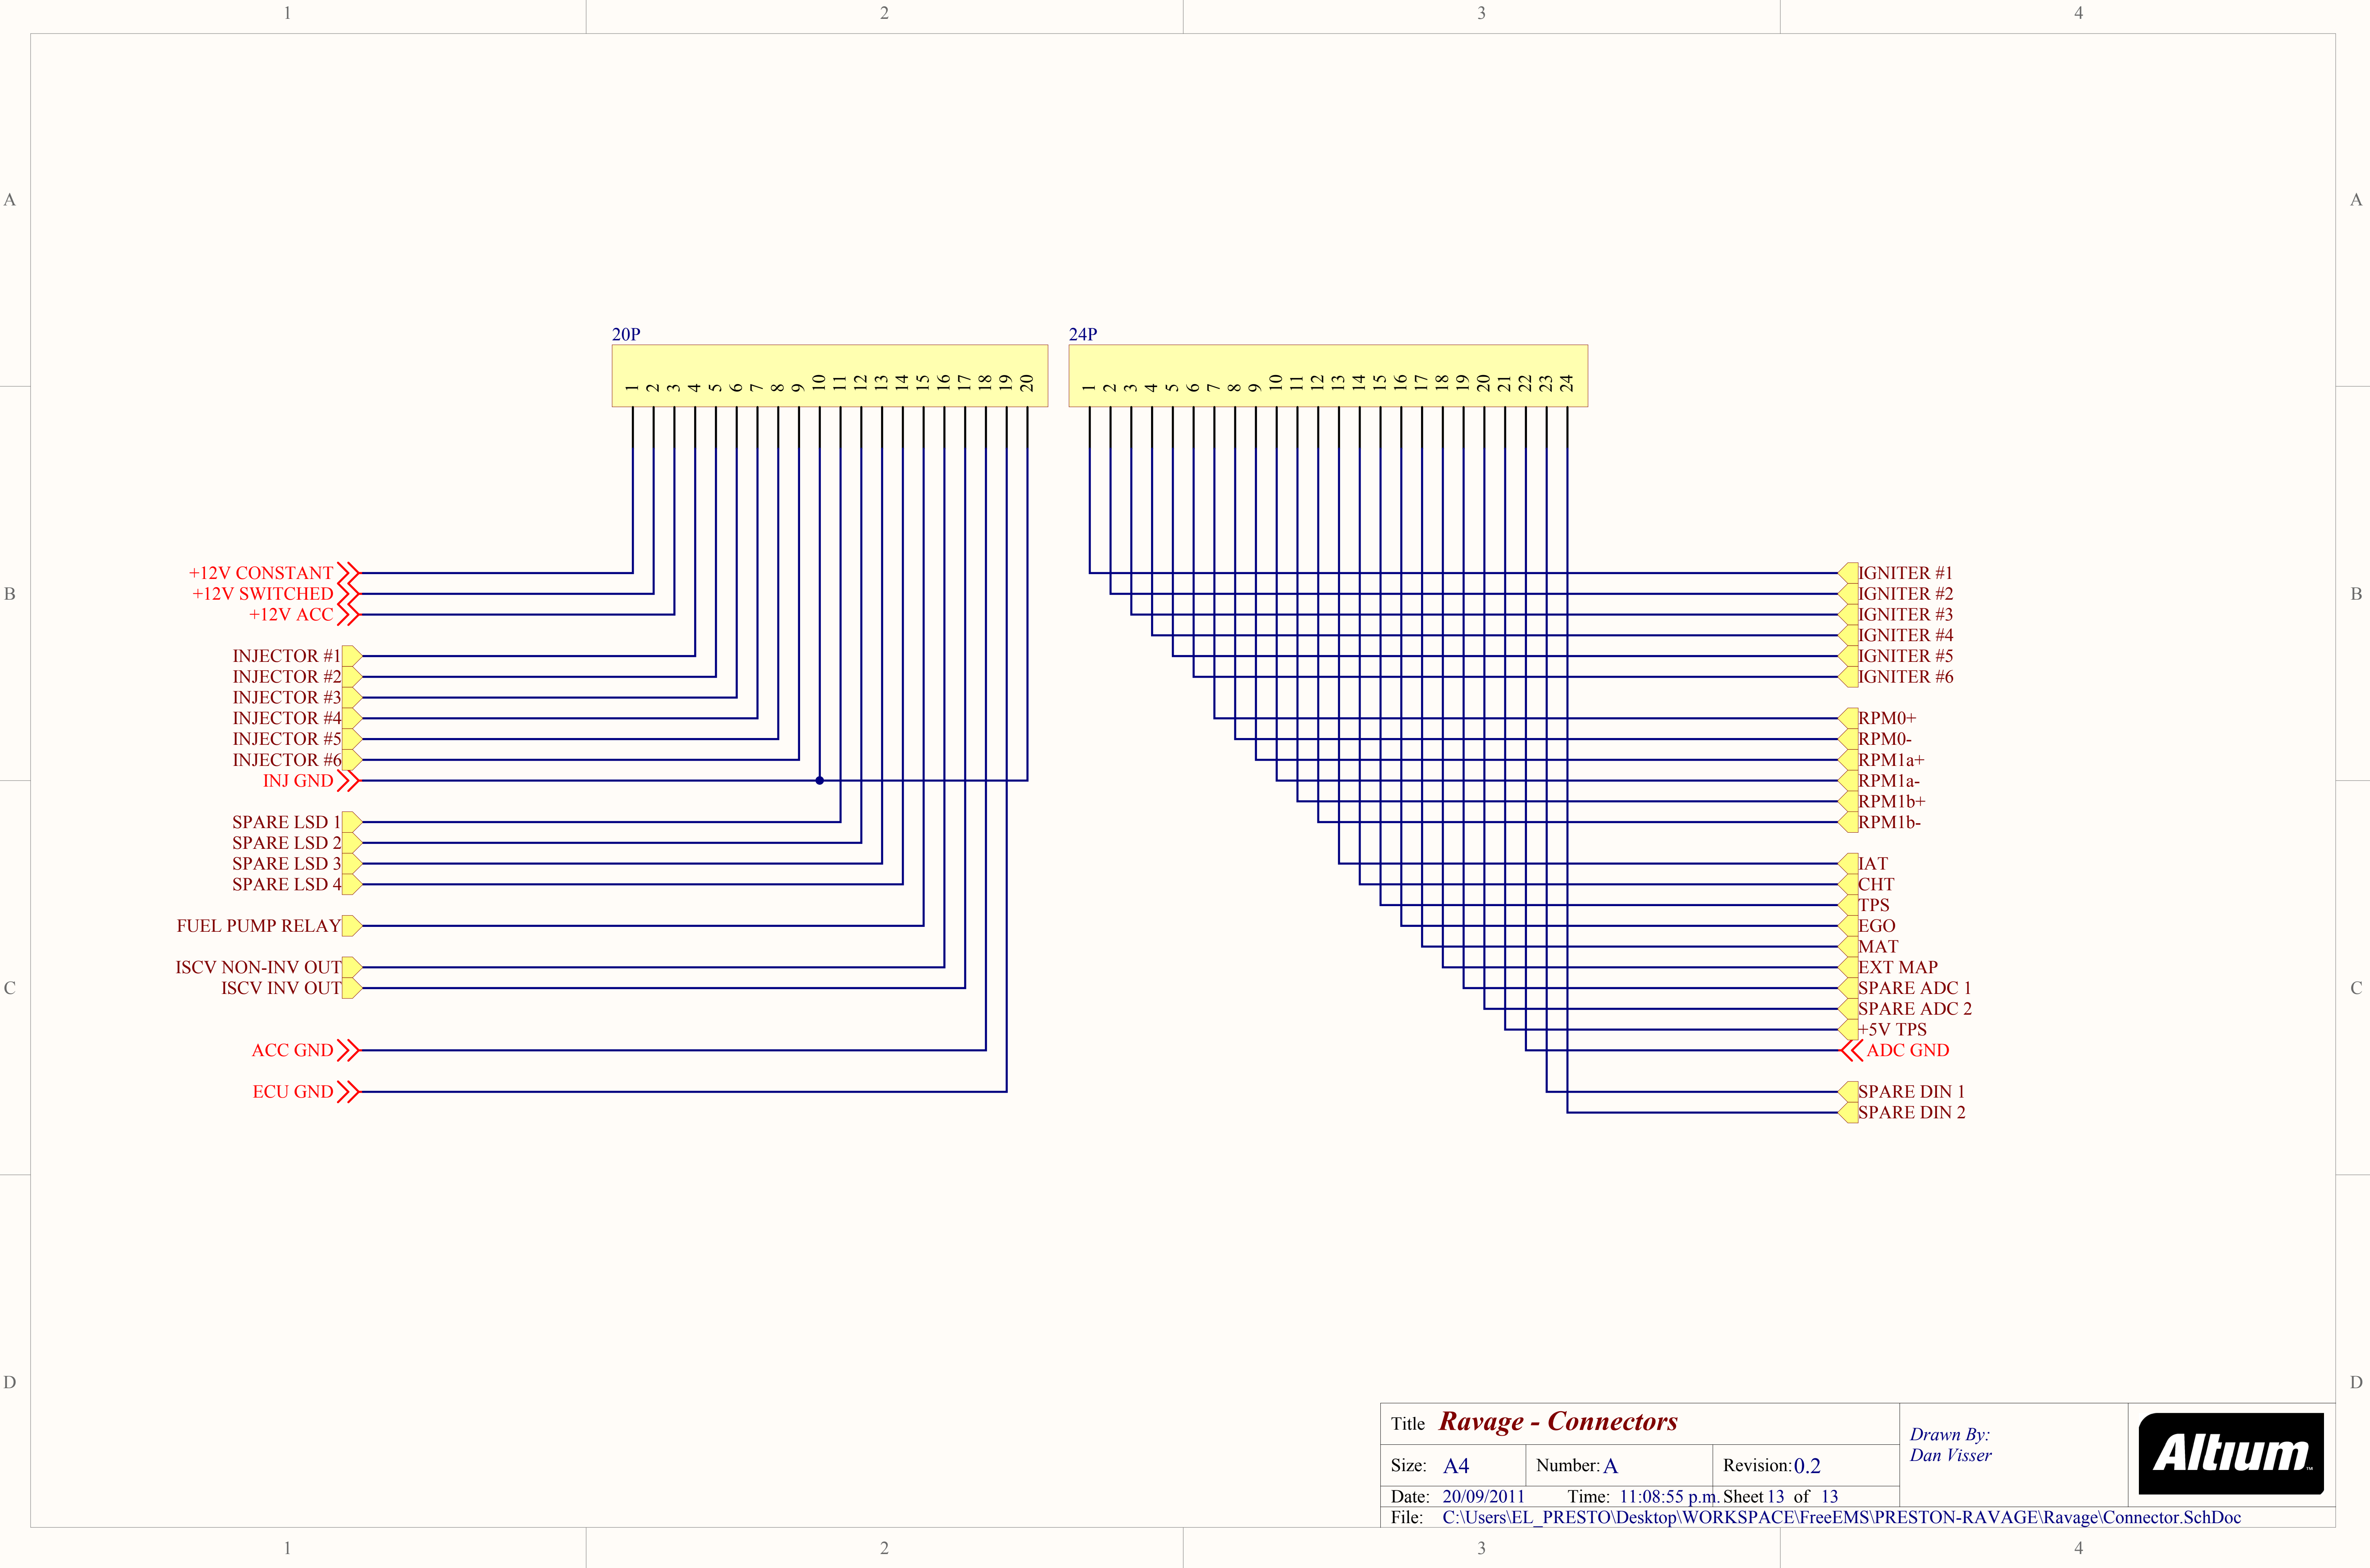 1 2 3 4
A A
20P 24P
1 2 3 4 5 6 7 8 9 10 11 12 13 14 15 16 17 18 19 20
1 2 3 4 5 6 7 8 9 10 11 12 13 14 15 16 17 18 19 20 21 22 23 24
+12V CONSTANT
+12V SWITCHED
+12V ACC
INJECTOR #1
INJECTOR #2
INJECTOR #3
INJECTOR #4
INJECTOR #5
INJECTOR #6
INJ GND
SPARE LSD 1
SPARE LSD 2
SPARE LSD 3
SPARE LSD 4
FUEL PUMP RELAY
ISCV NON-INV OUT
ISCV INV OUT
ACC GND
ECU GND
IGNITER #1
IGNITER #2
IGNITER #3
IGNITER #4
IGNITER #5
IGNITER #6
RPM0+
RPM0-
RPM1a+
RPM1a-
RPM1b+
RPM1b-
IAT
CHT
TPS
EGO
MAT
EXT MAP
SPARE ADC 1
SPARE ADC 2
+5V TPS
ADC GND
SPARE DIN 1
SPARE DIN 2
B B
C C
D D
Title Ravage - Connectors
Size: A4 Number: A Revision: 0.2
Date: 20/09/2011 Time: 11:08:55 p.m. Sheet 13 of 13
File: C:\Users\EL_PRESTO\Desktop\WORKSPACE\FreeEMS\PRESTON-RAVAGE\Ravage\Connector.SchDoc
Drawn By:
Dan Visser
Altium™
1 2 3 4